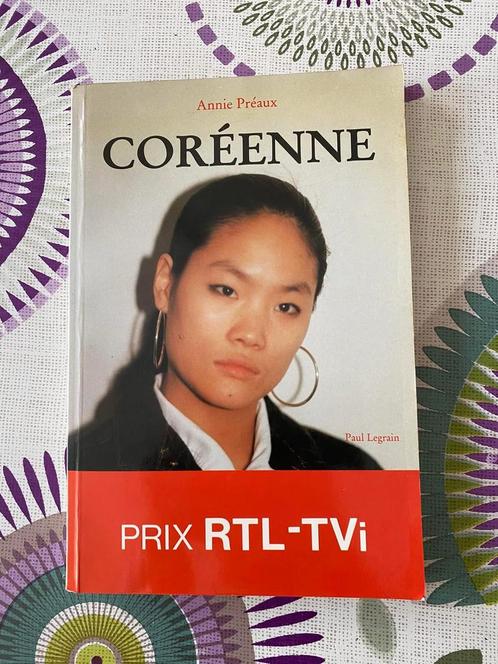 Annie Préaux
CORÉENNE
Paul Legrain
PRIX RTL-TVi